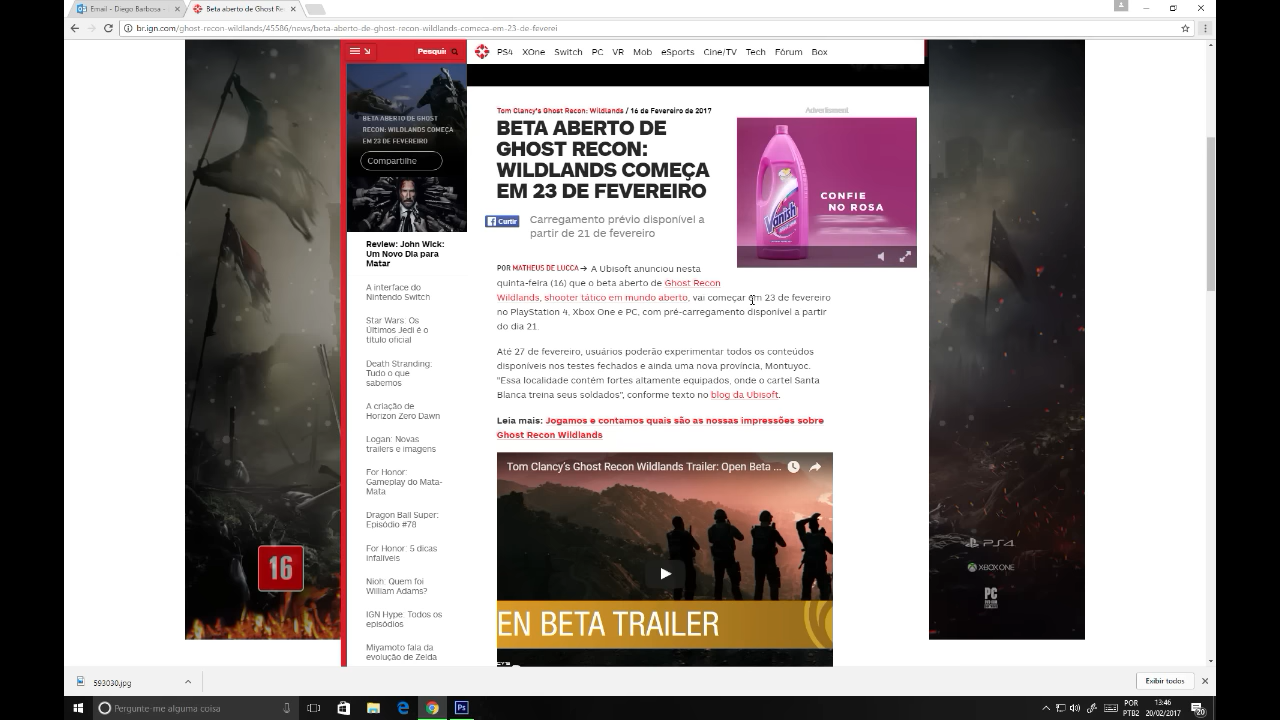 Email - Diego Barbosa -
Beta aberto de Ghost Re
br.ign.com/ghost-recon-wildlands/45586/news/beta-aberto-de-ghost-recon-wildlands-comeca-em-23-de-feverei
Pesqui
PS4 XOne Switch PC VR Mob eSports Cine/TV Tech Fórum Box
BETA ABERTO DE GHOST
RECON: WILDLANDS COMEÇA
EM 23 DE FEVEREIRO
Compartilhe
Review: John Wick:
Um Novo Dia para
Matar
A interface do
Nintendo Switch
Star Wars: Os
Últimos Jedi é o
título oficial
Death Stranding:
Tudo o que
sabemos
A criação de
Horizon Zero Dawn
Logan: Novas
trailers e imagens
For Honor:
Gameplay do Mata-
Mata
Dragon Ball Super:
Episódio #78
For Honor: 5 dicas
infalíveis
Nioh: Quem foi
William Adams?
IGN Hype: Todos os
episódios
Miyamoto fala da
evolução de Zelda
Tom Clancy's Ghost Recon: Wildlands / 16 de Fevereiro de 2017
BETA ABERTO DE
GHOST RECON:
WILDLANDS COMEÇA
EM 23 DE FEVEREIRO
Curtir
Carregamento prévio disponível a
partir de 21 de fevereiro
Advertisement
Vanish
CONFIE
NO ROSA
POR MATHEUS DE LUCCA → A Ubisoft anunciou nesta
quinta-feira (16) que o beta aberto de Ghost Recon
Wildlands, shooter tático em mundo aberto, vai começar em 23 de fevereiro
no PlayStation 4, Xbox One e PC, com pré-carregamento disponível a partir
do dia 21.
Até 27 de fevereiro, usuários poderão experimentar todos os conteúdos
disponíveis nos testes fechados e ainda uma nova província, Montuyoc.
"Essa localidade contém fortes altamente equipados, onde o cartel Santa
Blanca treina seus soldados", conforme texto no blog da Ubisoft.
Leia mais: Jogamos e contamos quais são as nossas impressões sobre
Ghost Recon Wildlands
Tom Clancy's Ghost Recon Wildlands Trailer: Open Beta ...
EN BETA TRAILER
16
PS4
XBOX ONE
PC
593030.jpg
Exibir todos
Pergunte-me alguma coisa
Ps
POR
PTB2
13:46
20/02/2017
20